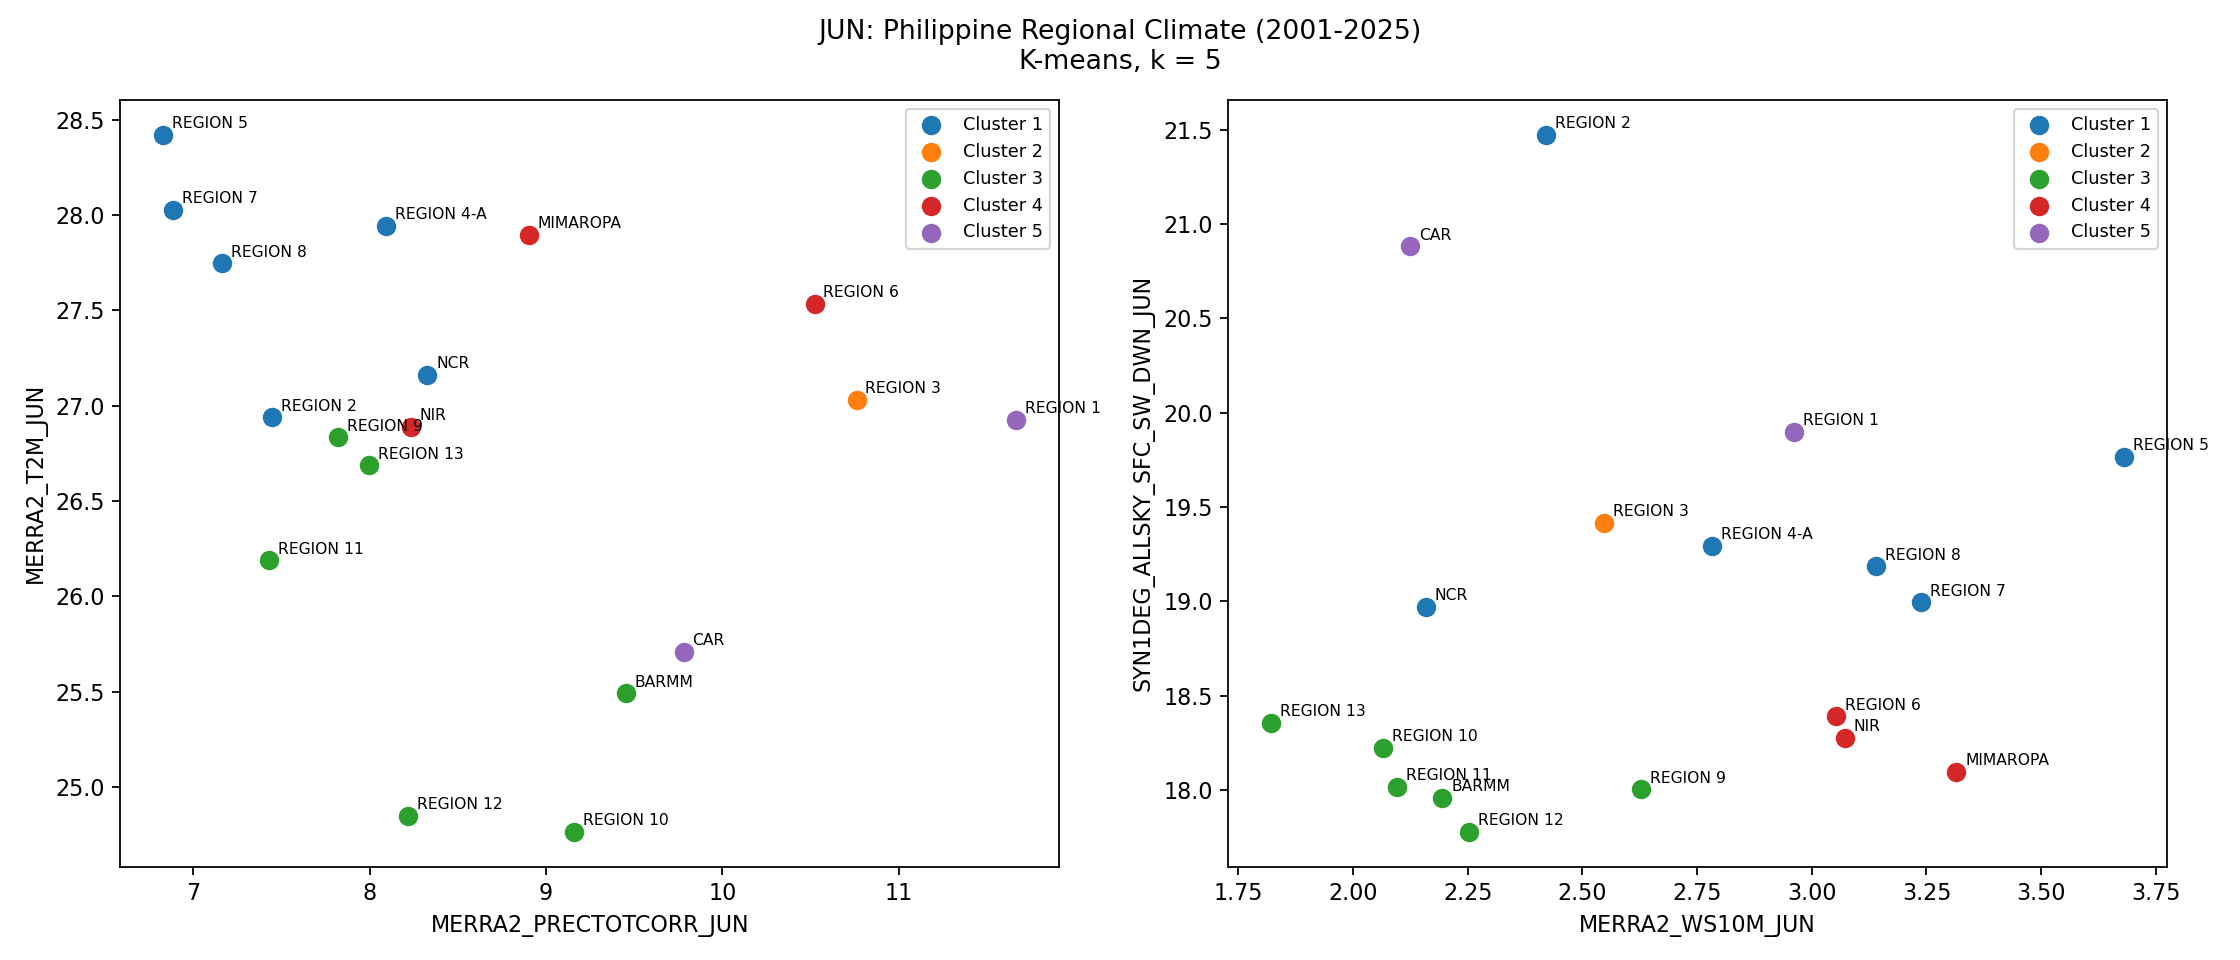 JUN: Philippine Regional Climate (2001-2025)
K-means, k = 5
28.5
28.0
27.5
27.0
26.5
26.0
25.5
25.0
MERRA2_T2M_JUN
REGION 5
REGION 7
REGION 4-A
MIMAROPA
REGION 8
REGION 6
NCR
REGION 3
REGION 2
NIR
REGION 1
REGION 9
REGION 13
REGION 11
CAR
BARMM
REGION 12
REGION 10
Cluster 1
Cluster 2
Cluster 3
Cluster 4
Cluster 5
7
8
9
10
11
MERRA2_PRECTOTCORR_JUN
21.5
21.0
20.5
20.0
19.5
19.0
18.5
18.0
SYN1DEG_ALLSKY_SFC_SW_DWN_JUN
REGION 2
CAR
REGION 1
REGION 5
REGION 3
REGION 4-A
REGION 8
REGION 7
NCR
REGION 13
REGION 6
NIR
REGION 10
MIMAROPA
REGION 11
REGION 9
BARMM
REGION 12
Cluster 1
Cluster 2
Cluster 3
Cluster 4
Cluster 5
1.75
2.00
2.25
2.50
2.75
3.00
3.25
3.50
3.75
MERRA2_WS10M_JUN